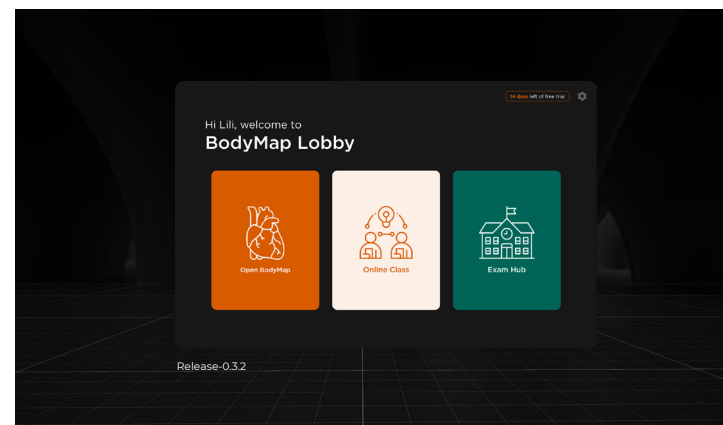 14 days left of free trial
Hi Lili, welcome to
BodyMap Lobby
Open BodyMap
Online Class
Exam Hub
Release-0.3.2